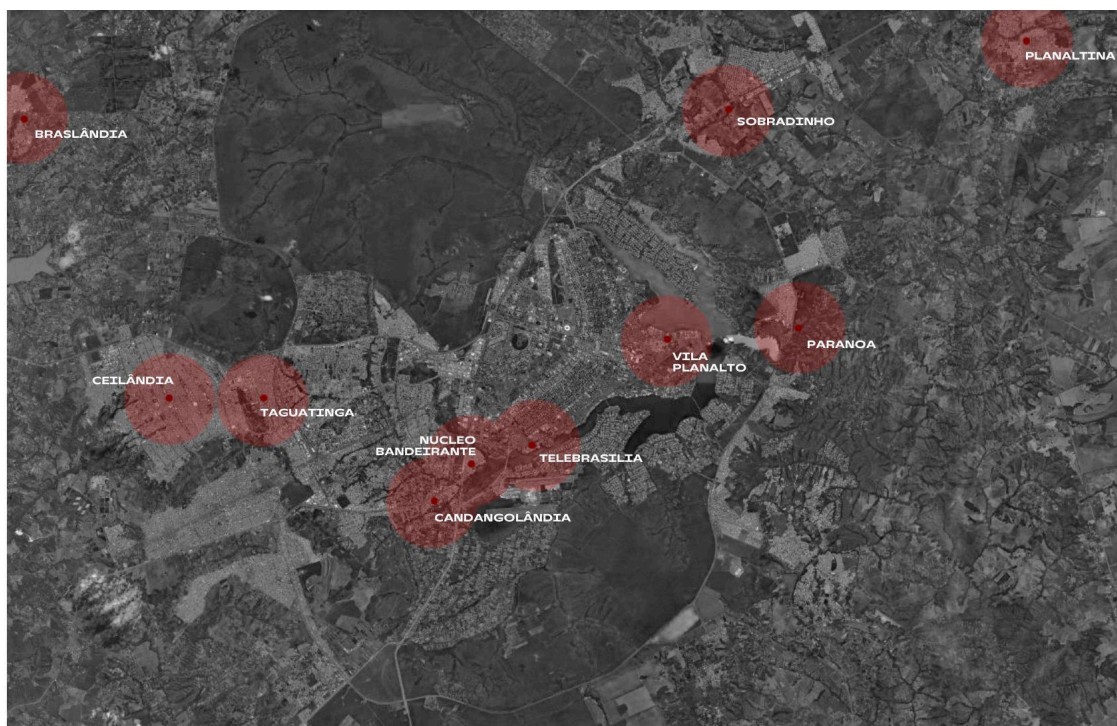 PLANALTINA
SOBRADINHO
BRASLÂNDIA
PARANOA
VILA
PLANALTO
CEILÂNDIA
TAGUATINGA
NUCLEO
BANDEIRANTE
TELEBRASILIA
CANDANGOLÂNDIA